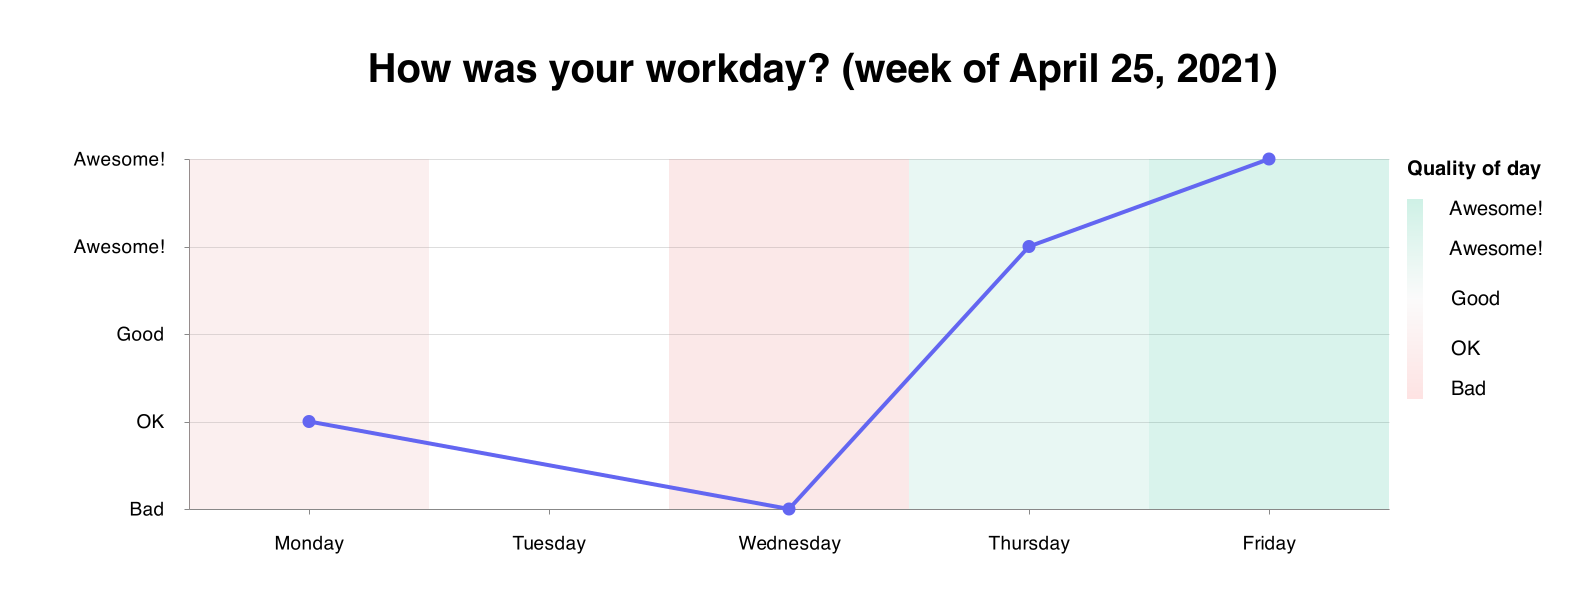 How was your workday? (week of April 25, 2021)
Awesome!
Awesome!
Good
OK
Bad
Monday
Tuesday
Wednesday
Thursday
Friday
Quality of day
Awesome!
Awesome!
Good
OK
Bad